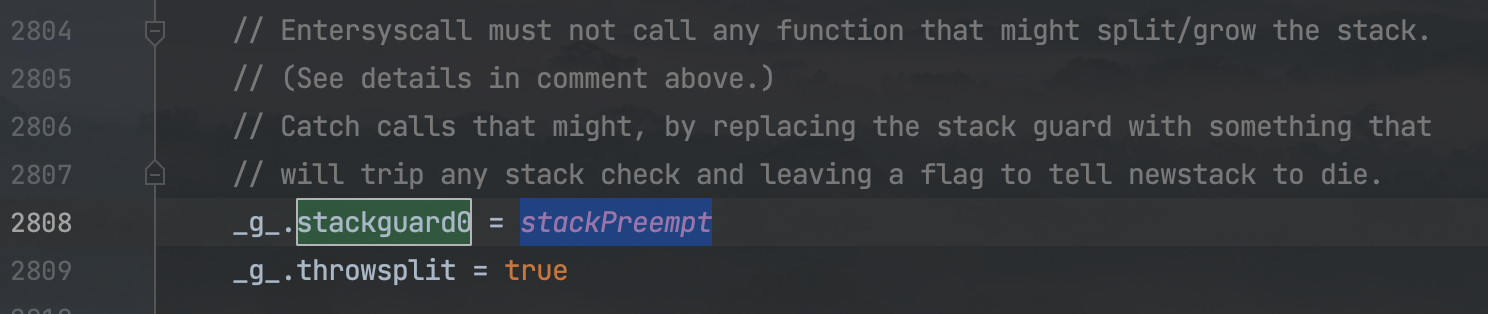 2804 // Entersyscall must not call any function that might split/grow the stack.
2805 // (See details in comment above.)
2806 // Catch calls that might, by replacing the stack guard with something that
2807 // will trip any stack check and leaving a flag to tell newstack to die.
2808 _g_.stackguard0 = stackPreempt
2809 _g_.throwsplit = true